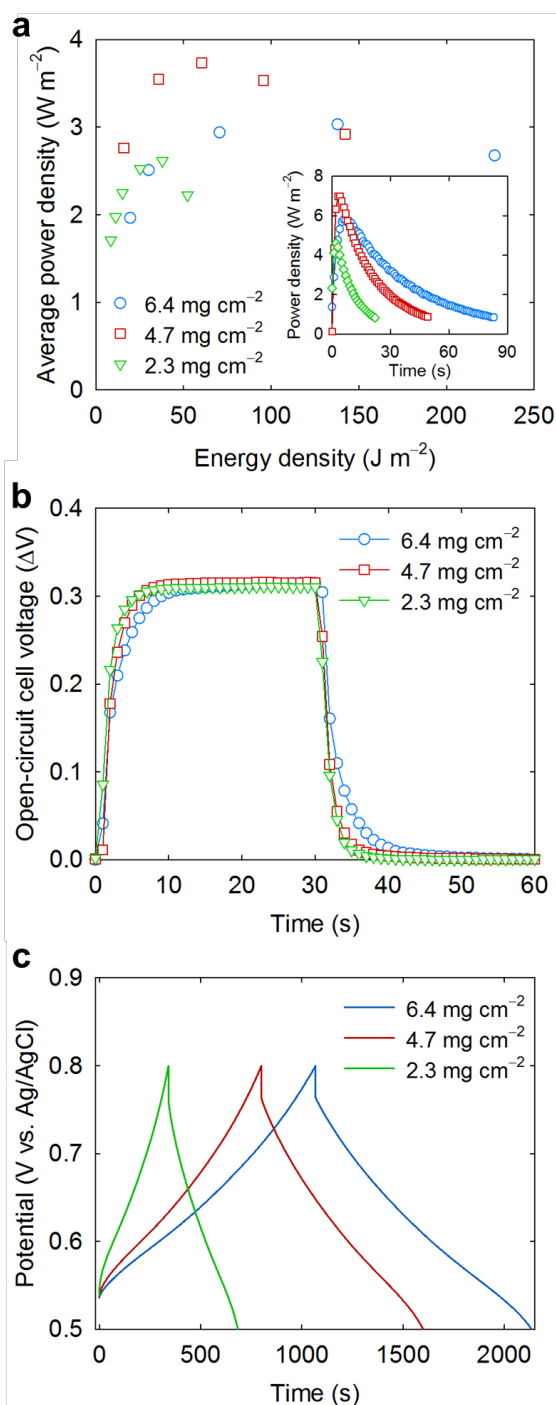 a
Average power density (W m⁻²)
5
4
3
2
1
0
6.4 mg cm⁻²
4.7 mg cm⁻²
2.3 mg cm⁻²
Power density (W m⁻²)
8
6
4
2
0
0 30 60 90
Time (s)
0 50 100 150 200 250
Energy density (J m⁻²)
b
Open-circuit cell voltage (ΔV)
0.4
0.3
0.2
0.1
0.0
6.4 mg cm⁻²
4.7 mg cm⁻²
2.3 mg cm⁻²
0 10 20 30 40 50 60
Time (s)
c
Potential (V vs. Ag/AgCl)
0.9
0.8
0.7
0.6
0.5
6.4 mg cm⁻²
4.7 mg cm⁻²
2.3 mg cm⁻²
0 500 1000 1500 2000
Time (s)